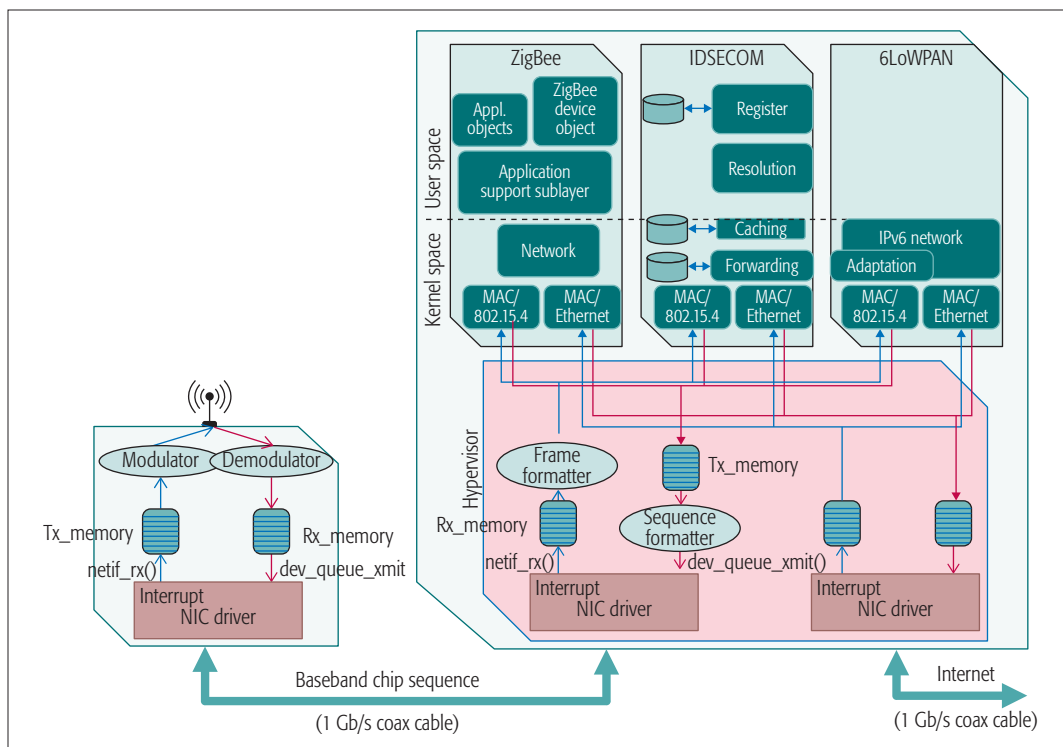 ZigBee
Appl.
objects
ZigBee
device
object
Application
support sublayer
Network
MAC/
802.15.4
MAC/
Ethernet
IDSECOM
Register
Resolution
Caching
Forwarding
MAC/
802.15.4
MAC/
Ethernet
6LoWPAN
IPv6 network
Adaptation
MAC/
802.15.4
MAC/
Ethernet
User space
Kernel space
Hypervisor
Frame
formatter
Rx_memory
netif_rx()
Tx_memory
Sequence
formatter
dev_queue_xmit()
Interrupt
NIC driver
Interrupt
NIC driver
Modulator
Demodulator
Tx_memory
Rx_memory
netif_rx()
dev_queue_xmit
Interrupt
NIC driver
Baseband chip sequence
(1 Gb/s coax cable)
Internet
(1 Gb/s coax cable)